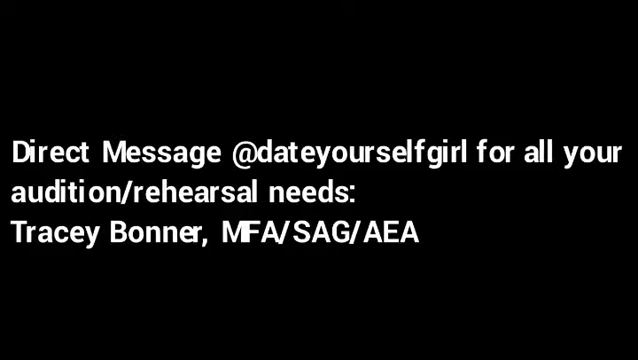 Direct Message @dateyourselfgirl for all your
audition/rehearsal needs:
Tracey Bonner, MFA/SAG/AEA